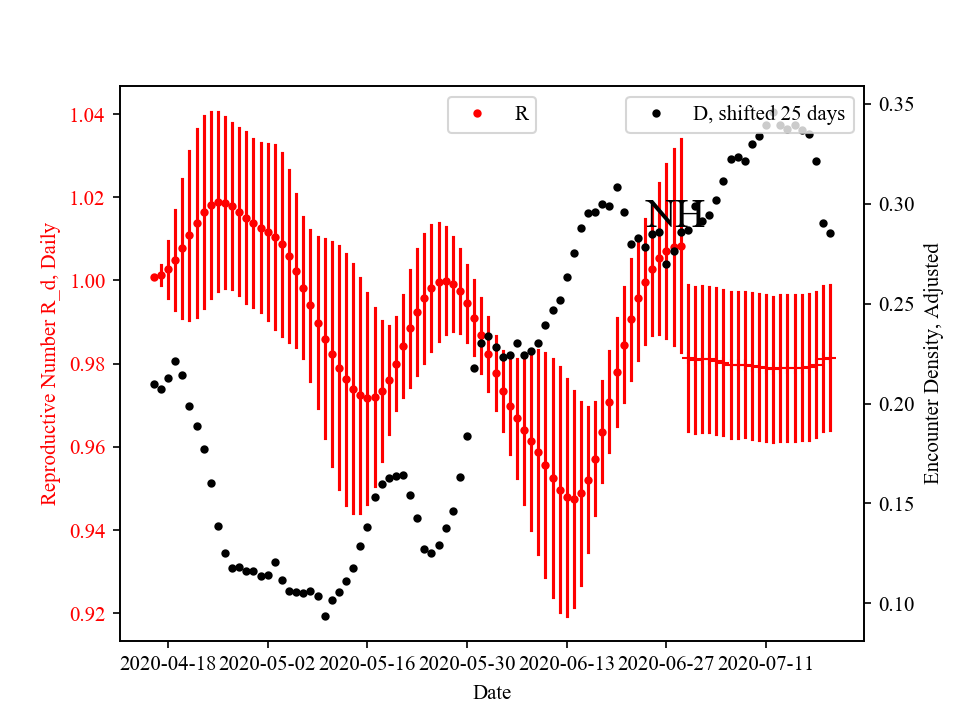 R
D, shifted 25 days
NH
1.04
1.02
1.00
0.98
0.96
0.94
0.92
Reproductive Number R_d, Daily
0.35
0.30
0.25
0.20
0.15
0.10
Encounter Density, Adjusted
2020-04-18 2020-05-02 2020-05-16 2020-05-30 2020-06-13 2020-06-27 2020-07-11
Date